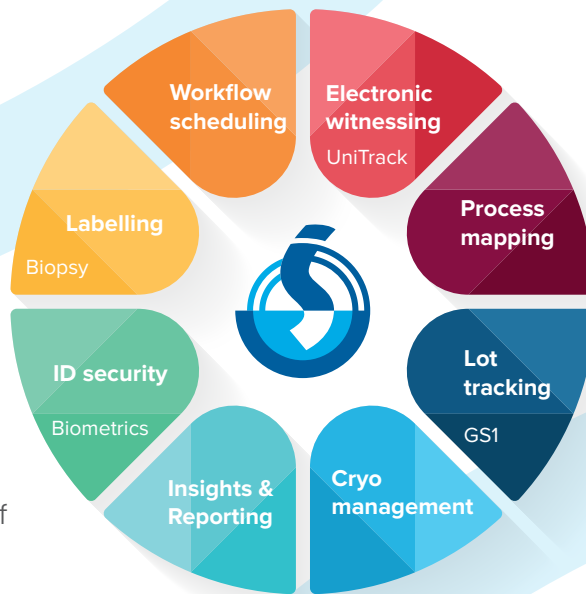 Workflow
scheduling
Electronic
witnessing
UniTrack
Process
mapping
Lot
tracking
GS1
Cryo
management
Insights &
Reporting
ID security
Biometrics
Labelling
Biopsy
f